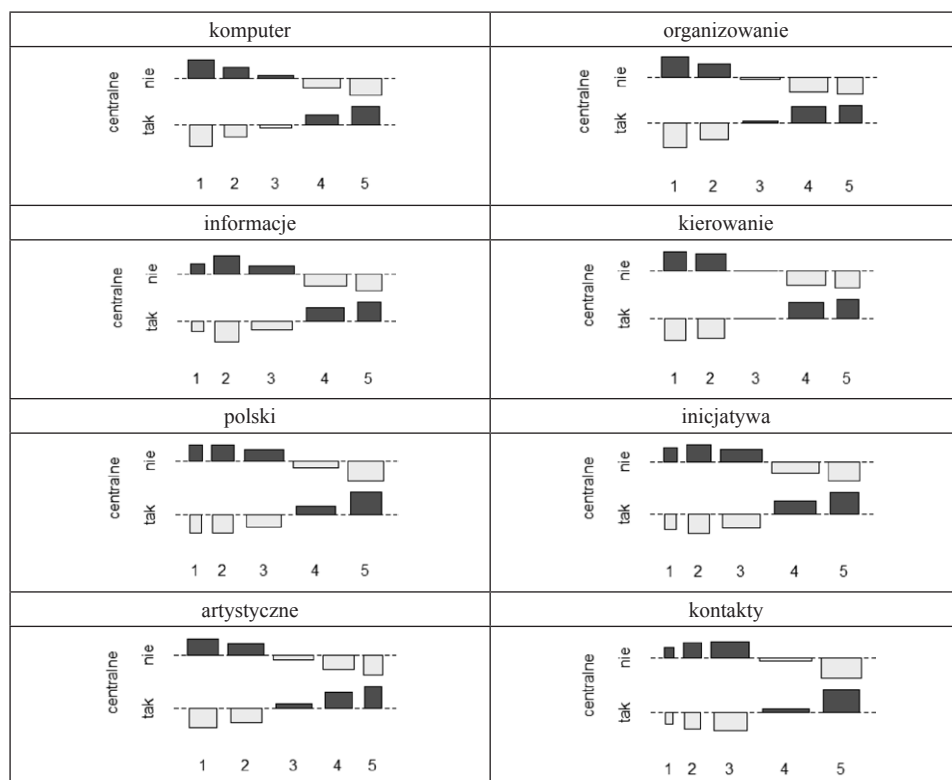 komputer
organizowanie
centralne
nie
tak
1 2 3 4 5
centralne
nie
tak
1 2 3 4 5
informacje
kierowanie
centralne
nie
tak
1 2 3 4 5
centralne
nie
tak
1 2 3 4 5
polski
inicjatywa
centralne
nie
tak
1 2 3 4 5
centralne
nie
tak
1 2 3 4 5
artystyczne
kontakty
centralne
nie
tak
1 2 3 4 5
centralne
nie
tak
1 2 3 4 5